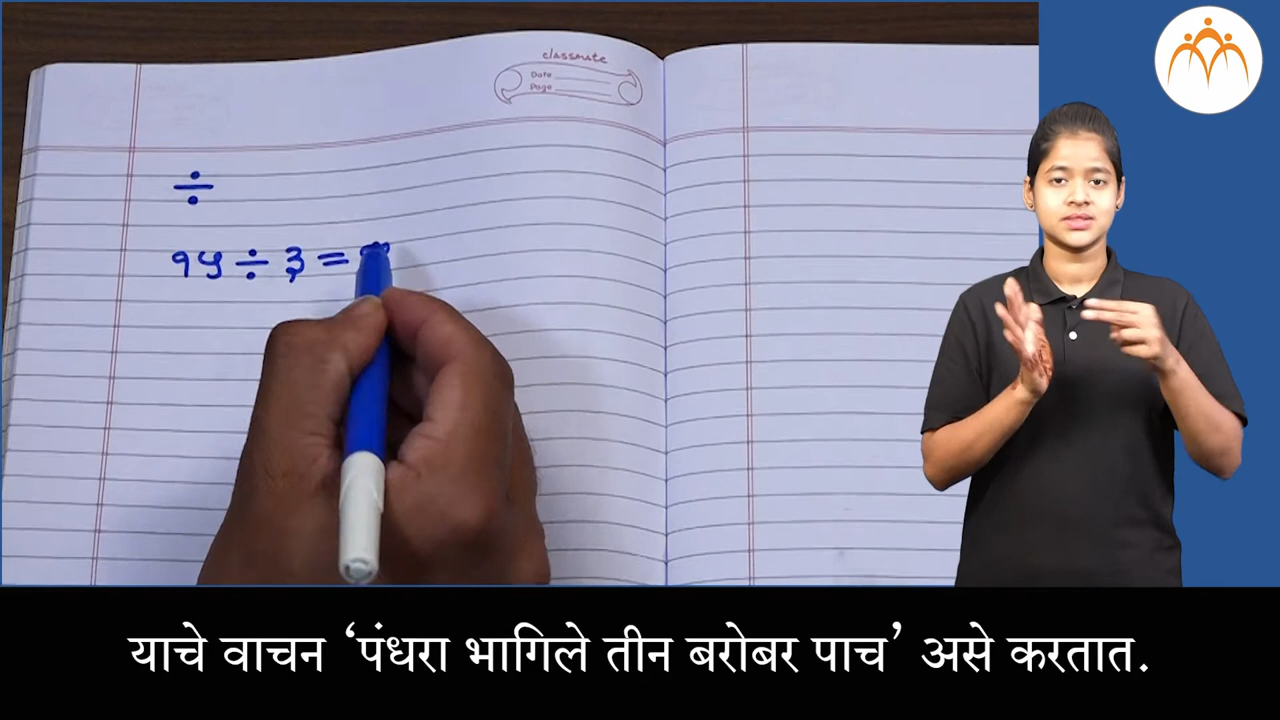 classmate
Date
Page
÷
१५ ÷ ३ =
याचे वाचन ‘पंधरा भागिले तीन बरोबर पाच’ असे करतात.